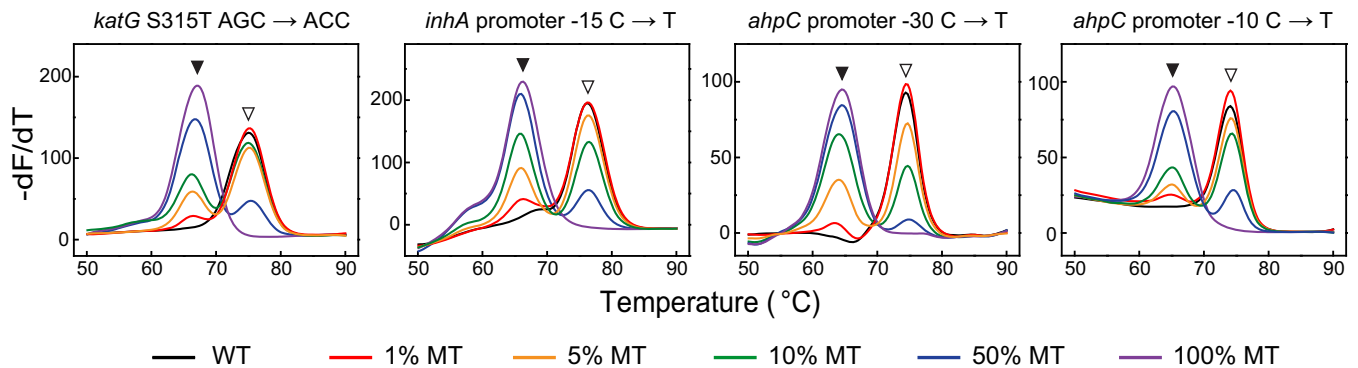 katG S315T AGC → ACC
inhA promoter -15 C → T
ahpC promoter -30 C → T
ahpC promoter -10 C → T
-dF/dT
200
100
0
50 60 70 80 90
200
100
0
50 60 70 80 90
100
50
0
50 60 70 80 90
100
50
0
50 60 70 80 90
Temperature ( °C)
WT 1% MT 5% MT 10% MT 50% MT 100% MT